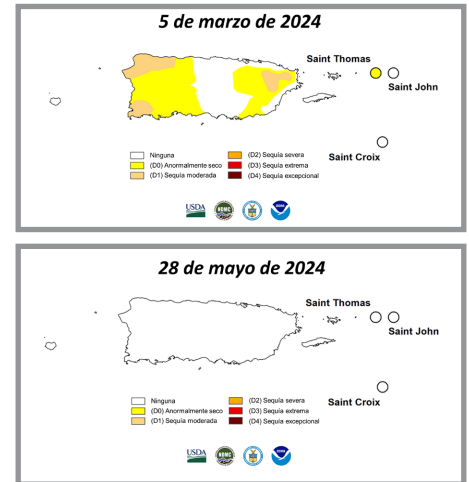 5 de marzo de 2024
Saint Thomas
Saint John
Saint Croix
Ninguna
(D0) Anormalmente seco
(D1) Sequía moderada
(D2) Sequía severa
(D3) Sequía extrema
(D4) Sequía excepcional
USDA
NDMC
28 de mayo de 2024
Saint Thomas
Saint John
Saint Croix
Ninguna
(D0) Anormalmente seco
(D1) Sequía moderada
(D2) Sequía severa
(D3) Sequía extrema
(D4) Sequía excepcional
USDA
NDMC